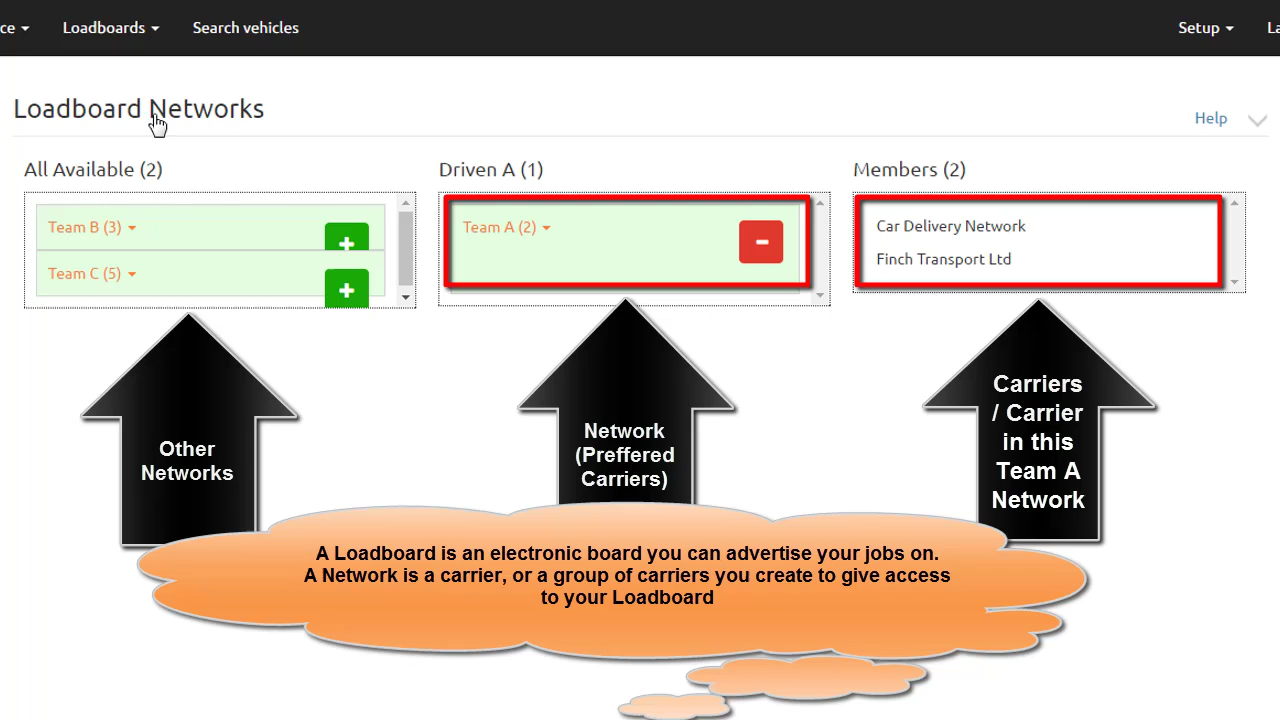 ce Loadboards Search vehicles Setup La
Loadboard Networks
Help
All Available (2) Driven A (1) Members (2)
Team B (3)
Team C (5)
Team A (2)
Car Delivery Network
Finch Transport Ltd
Other
Networks
Network
(Preffered
Carriers)
Carriers
/ Carrier
in this
Team A
Network
A Loadboard is an electronic board you can advertise your jobs on.
A Network is a carrier, or a group of carriers you create to give access
to your Loadboard